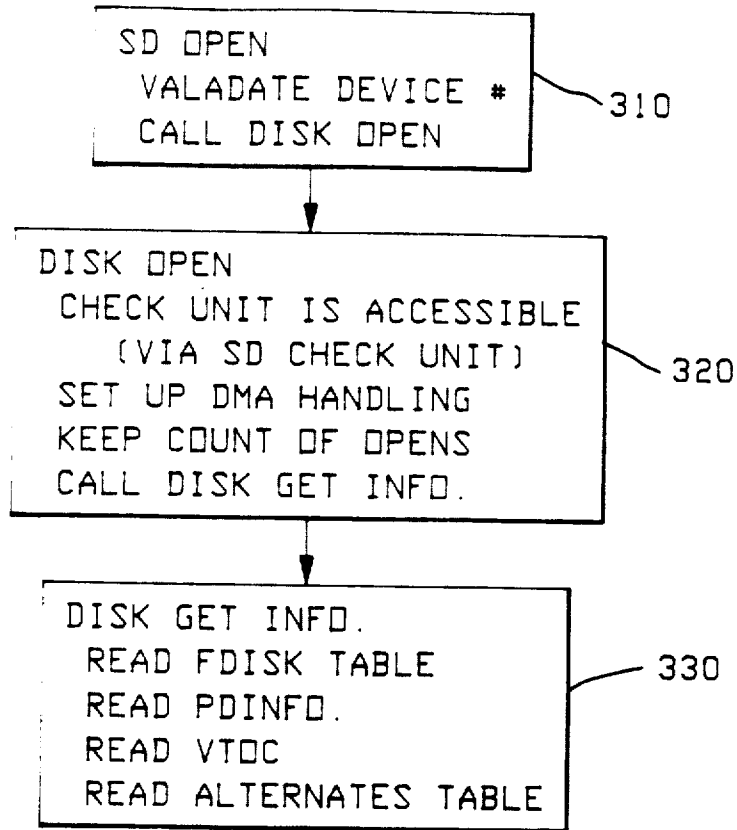 SD OPEN
VALADATE DEVICE #
CALL DISK OPEN
310
DISK OPEN
CHECK UNIT IS ACCESSIBLE
(VIA SD CHECK UNIT)
SET UP DMA HANDLING
KEEP COUNT OF OPENS
CALL DISK GET INFO.
320
DISK GET INFO.
READ FDISK TABLE
READ PDINFO.
READ VTOC
READ ALTERNATES TABLE
330